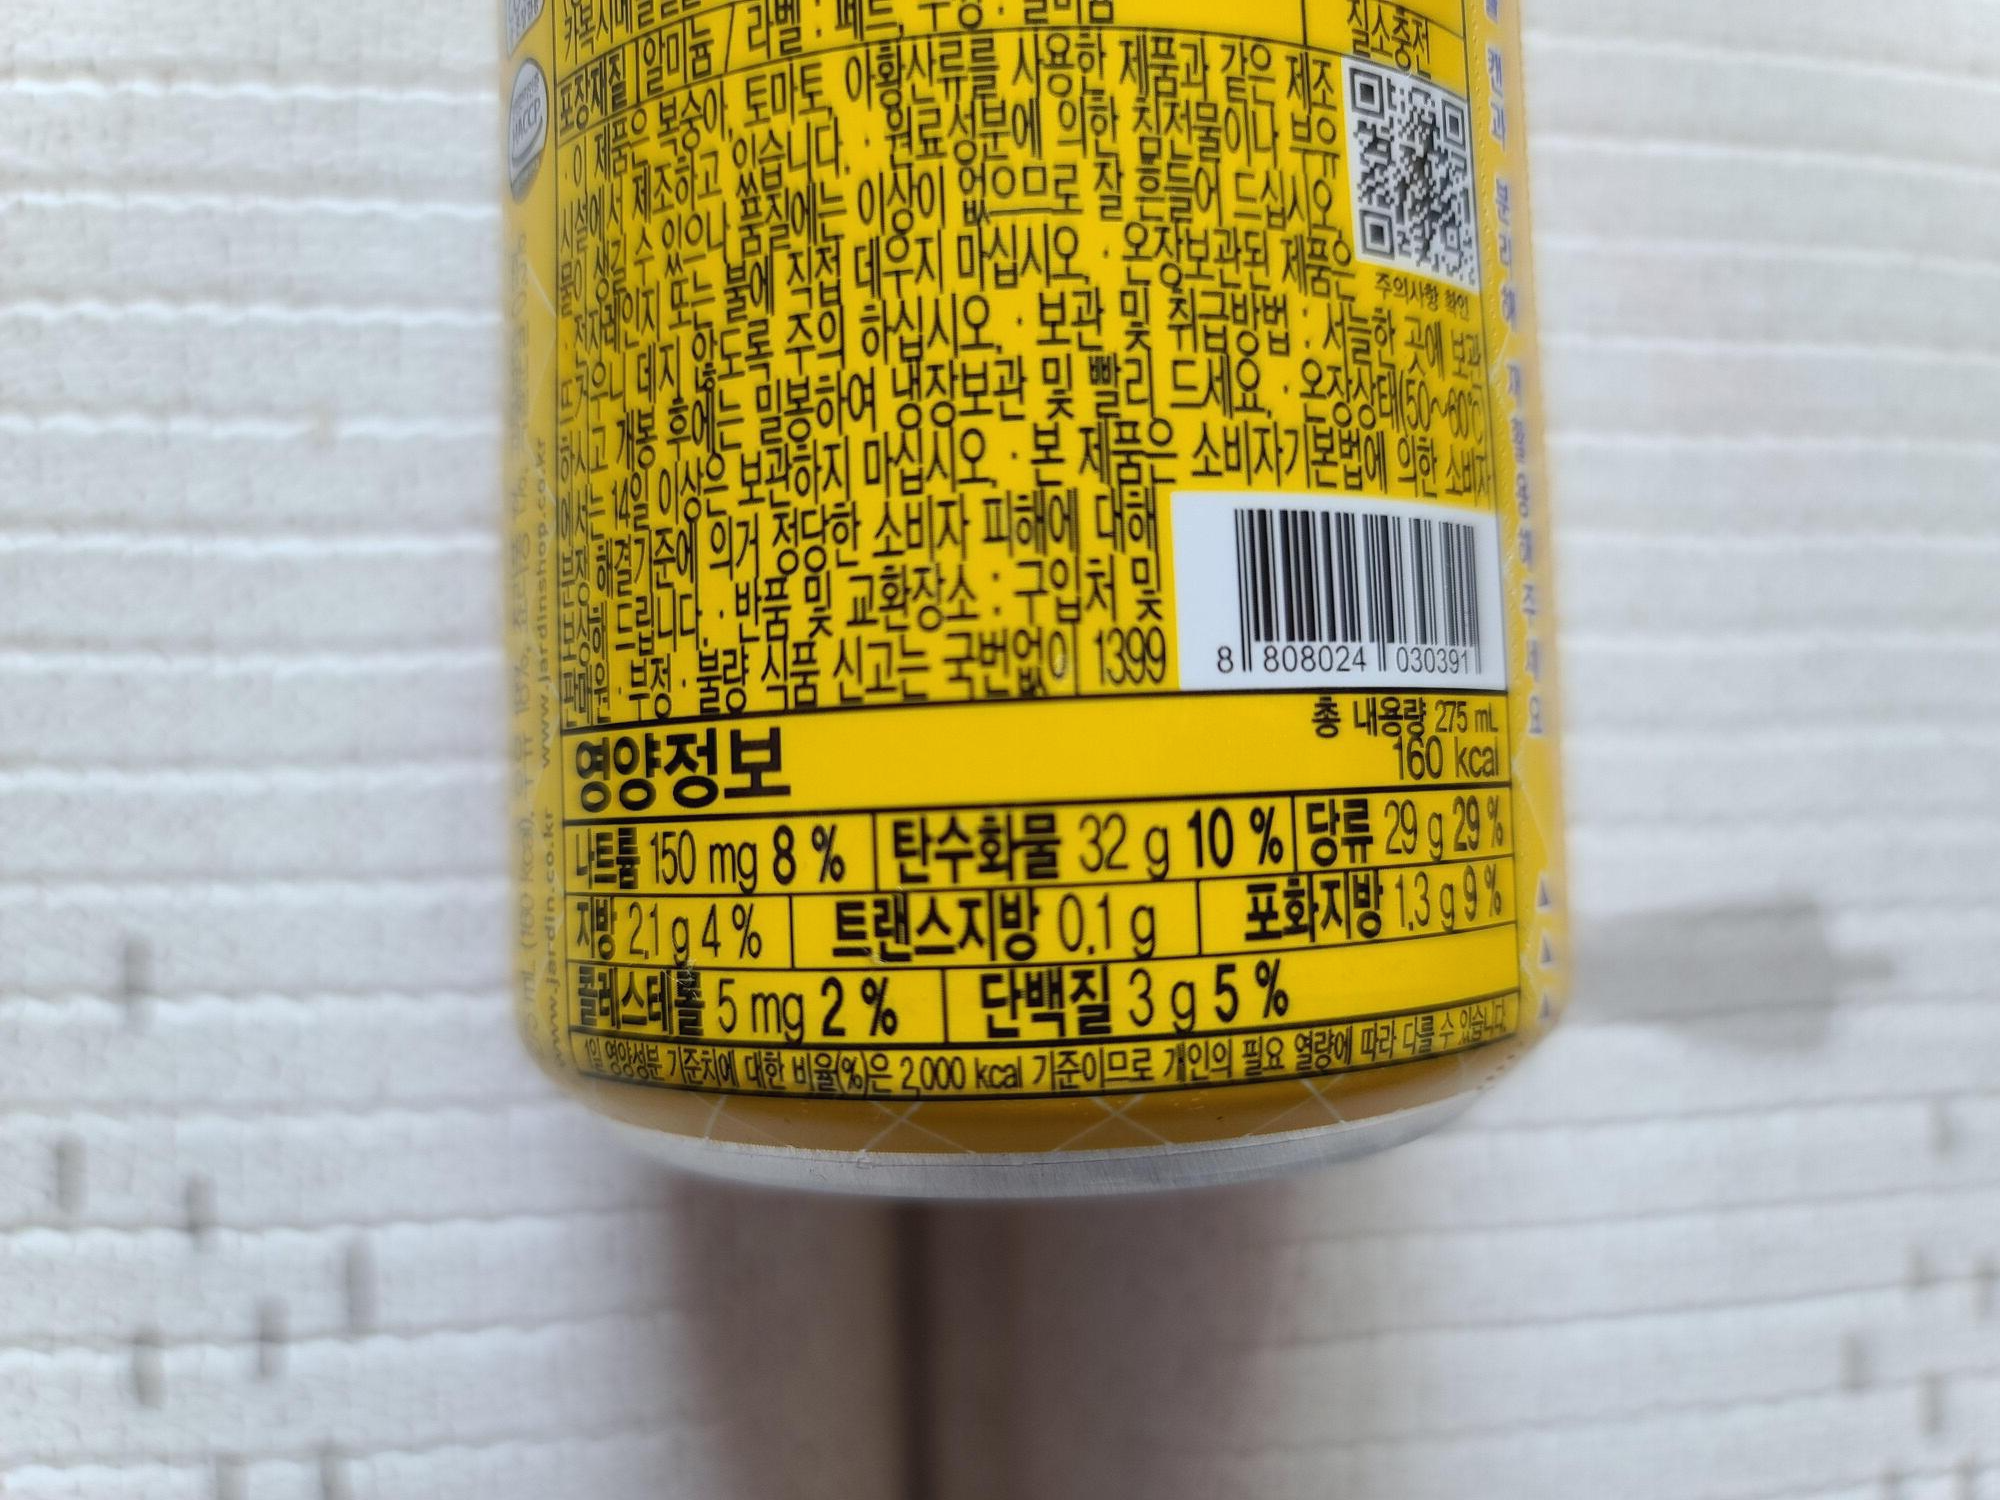 포장재질 알미늄 / 라벨 : 페트,
질소충전
HACCP
· 이 제품은 복숭아, 토마토, 아황산류를 사용한 제품과 같은 제조
시설에서 제조하고 있습니다. · 원료성분에 의한 침전물이나 부유
물이 생길 수 있으나 품질에는 이상이 없으므로 잘 흔들어 드십시오.
· 전자레인지 또는 불에 직접 데우지 마십시오. · 온장보관된 제품은
뜨거우니 데지 않도록 주의 하십시오. · 보관 및 취급방법 : 서늘한 곳에 보관
하시고 개봉 후에는 밀봉하여 냉장보관 및 빨리 드세요. · 온장상태(50~60℃)
에서는 14일 이상은 보관하지 마십시오. · 본 제품은 소비자기본법에 의한 소비자
분쟁해결기준에 의거 정당한 소비자 피해에 대해
보상해 드립니다. · 반품 및 교환장소 : 구입처 및
판매원 · 부정·불량 식품 신고는 국번없이 1399
주의사항 확인
8 808024 030391
영양정보
총 내용량 275 mL
160 kcal
나트륨 150 mg 8 % 탄수화물 32 g 10 % 당류 29 g 29 %
지방 2.1 g 4 % 트랜스지방 0.1 g 포화지방 1.3 g 9 %
콜레스테롤 5 mg 2 % 단백질 3 g 5 %
1일 영양성분 기준치에 대한 비율(%)은 2,000 kcal 기준이므로 개인의 필요 열량에 따라 다를 수 있습니다.
www.jardin.co.kr www.jardinshop.co.kr